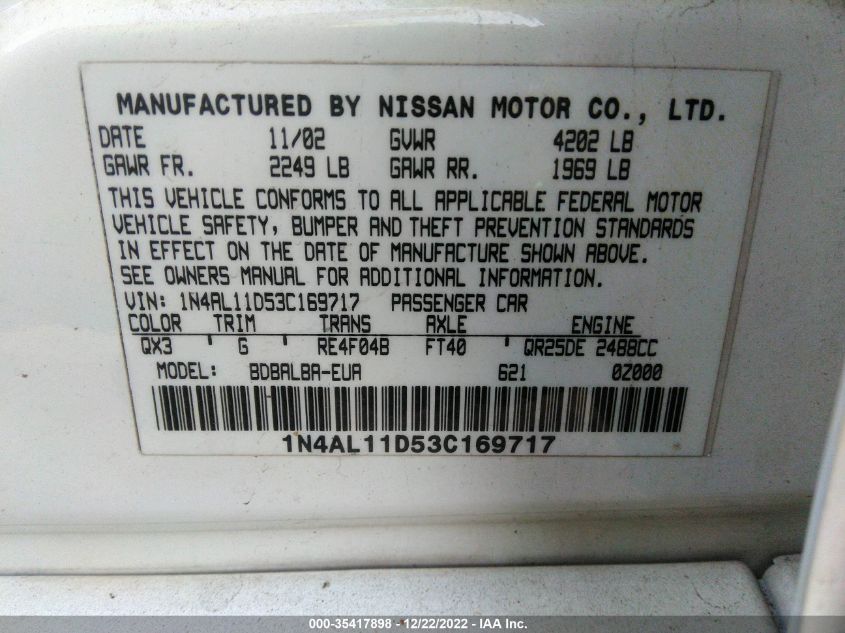 MANUFACTURED BY NISSAN MOTOR CO., LTD.
DATE 11/02 GVWR 4202 LB
GAWR FR. 2249 LB GAWR RR. 1969 LB
THIS VEHICLE CONFORMS TO ALL APPLICABLE FEDERAL MOTOR
VEHICLE SAFETY, BUMPER AND THEFT PREVENTION STANDARDS
IN EFFECT ON THE DATE OF MANUFACTURE SHOWN ABOVE.
SEE OWNERS MANUAL FOR ADDITIONAL INFORMATION.
VIN: 1N4AL11D53C169717 PASSENGER CAR
COLOR TRIM TRANS AXLE ENGINE
QX3 ' G ' RE4F04B FT40 ' QR25DE 2488CC
MODEL: BDBALBA-EUA 621 0Z000
1N4AL11D53C169717
000-35417898 - 12/22/2022 - IAA Inc.